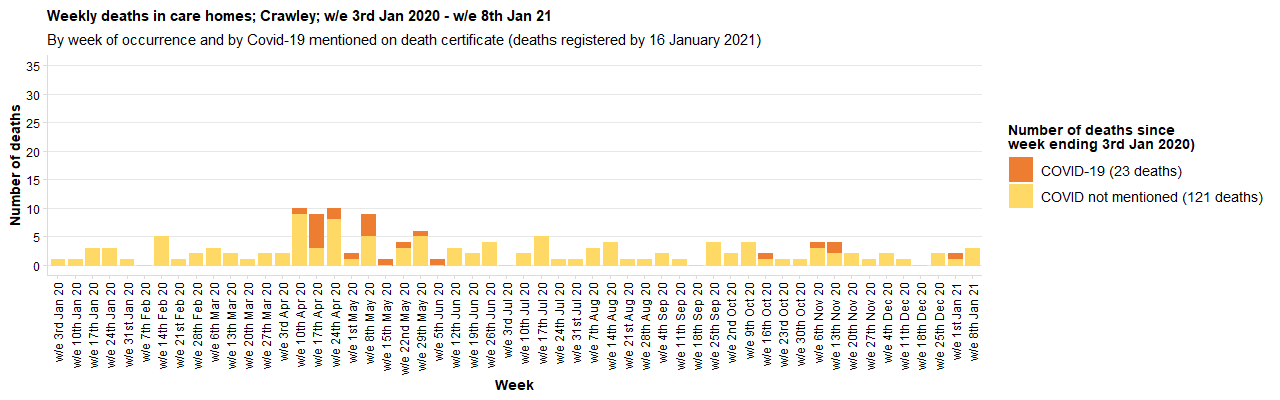 Weekly deaths in care homes; Crawley; w/e 3rd Jan 2020 - w/e 8th Jan 21
By week of occurrence and by Covid-19 mentioned on death certificate (deaths registered by 16 January 2021)
Number of deaths
35
30
25
20
15
10
5
0
w/e 3rd Jan 20
w/e 10th Jan 20
w/e 17th Jan 20
w/e 24th Jan 20
w/e 31st Jan 20
w/e 7th Feb 20
w/e 14th Feb 20
w/e 21st Feb 20
w/e 28th Feb 20
w/e 6th Mar 20
w/e 13th Mar 20
w/e 20th Mar 20
w/e 27th Mar 20
w/e 3rd Apr 20
w/e 10th Apr 20
w/e 17th Apr 20
w/e 24th Apr 20
w/e 1st May 20
w/e 8th May 20
w/e 15th May 20
w/e 22nd May 20
w/e 29th May 20
w/e 5th Jun 20
w/e 12th Jun 20
w/e 19th Jun 20
w/e 26th Jun 20
w/e 3rd Jul 20
w/e 10th Jul 20
w/e 17th Jul 20
w/e 24th Jul 20
w/e 31st Jul 20
w/e 7th Aug 20
w/e 14th Aug 20
w/e 21st Aug 20
w/e 28th Aug 20
w/e 4th Sep 20
w/e 11th Sep 20
w/e 18th Sep 20
w/e 25th Sep 20
w/e 2nd Oct 20
w/e 9th Oct 20
w/e 16th Oct 20
w/e 23rd Oct 20
w/e 30th Oct 20
w/e 6th Nov 20
w/e 13th Nov 20
w/e 20th Nov 20
w/e 27th Nov 20
w/e 4th Dec 20
w/e 11th Dec 20
w/e 18th Dec 20
w/e 25th Dec 20
w/e 1st Jan 21
w/e 8th Jan 21
Week
Number of deaths since
week ending 3rd Jan 2020)
COVID-19 (23 deaths)
COVID not mentioned (121 deaths)